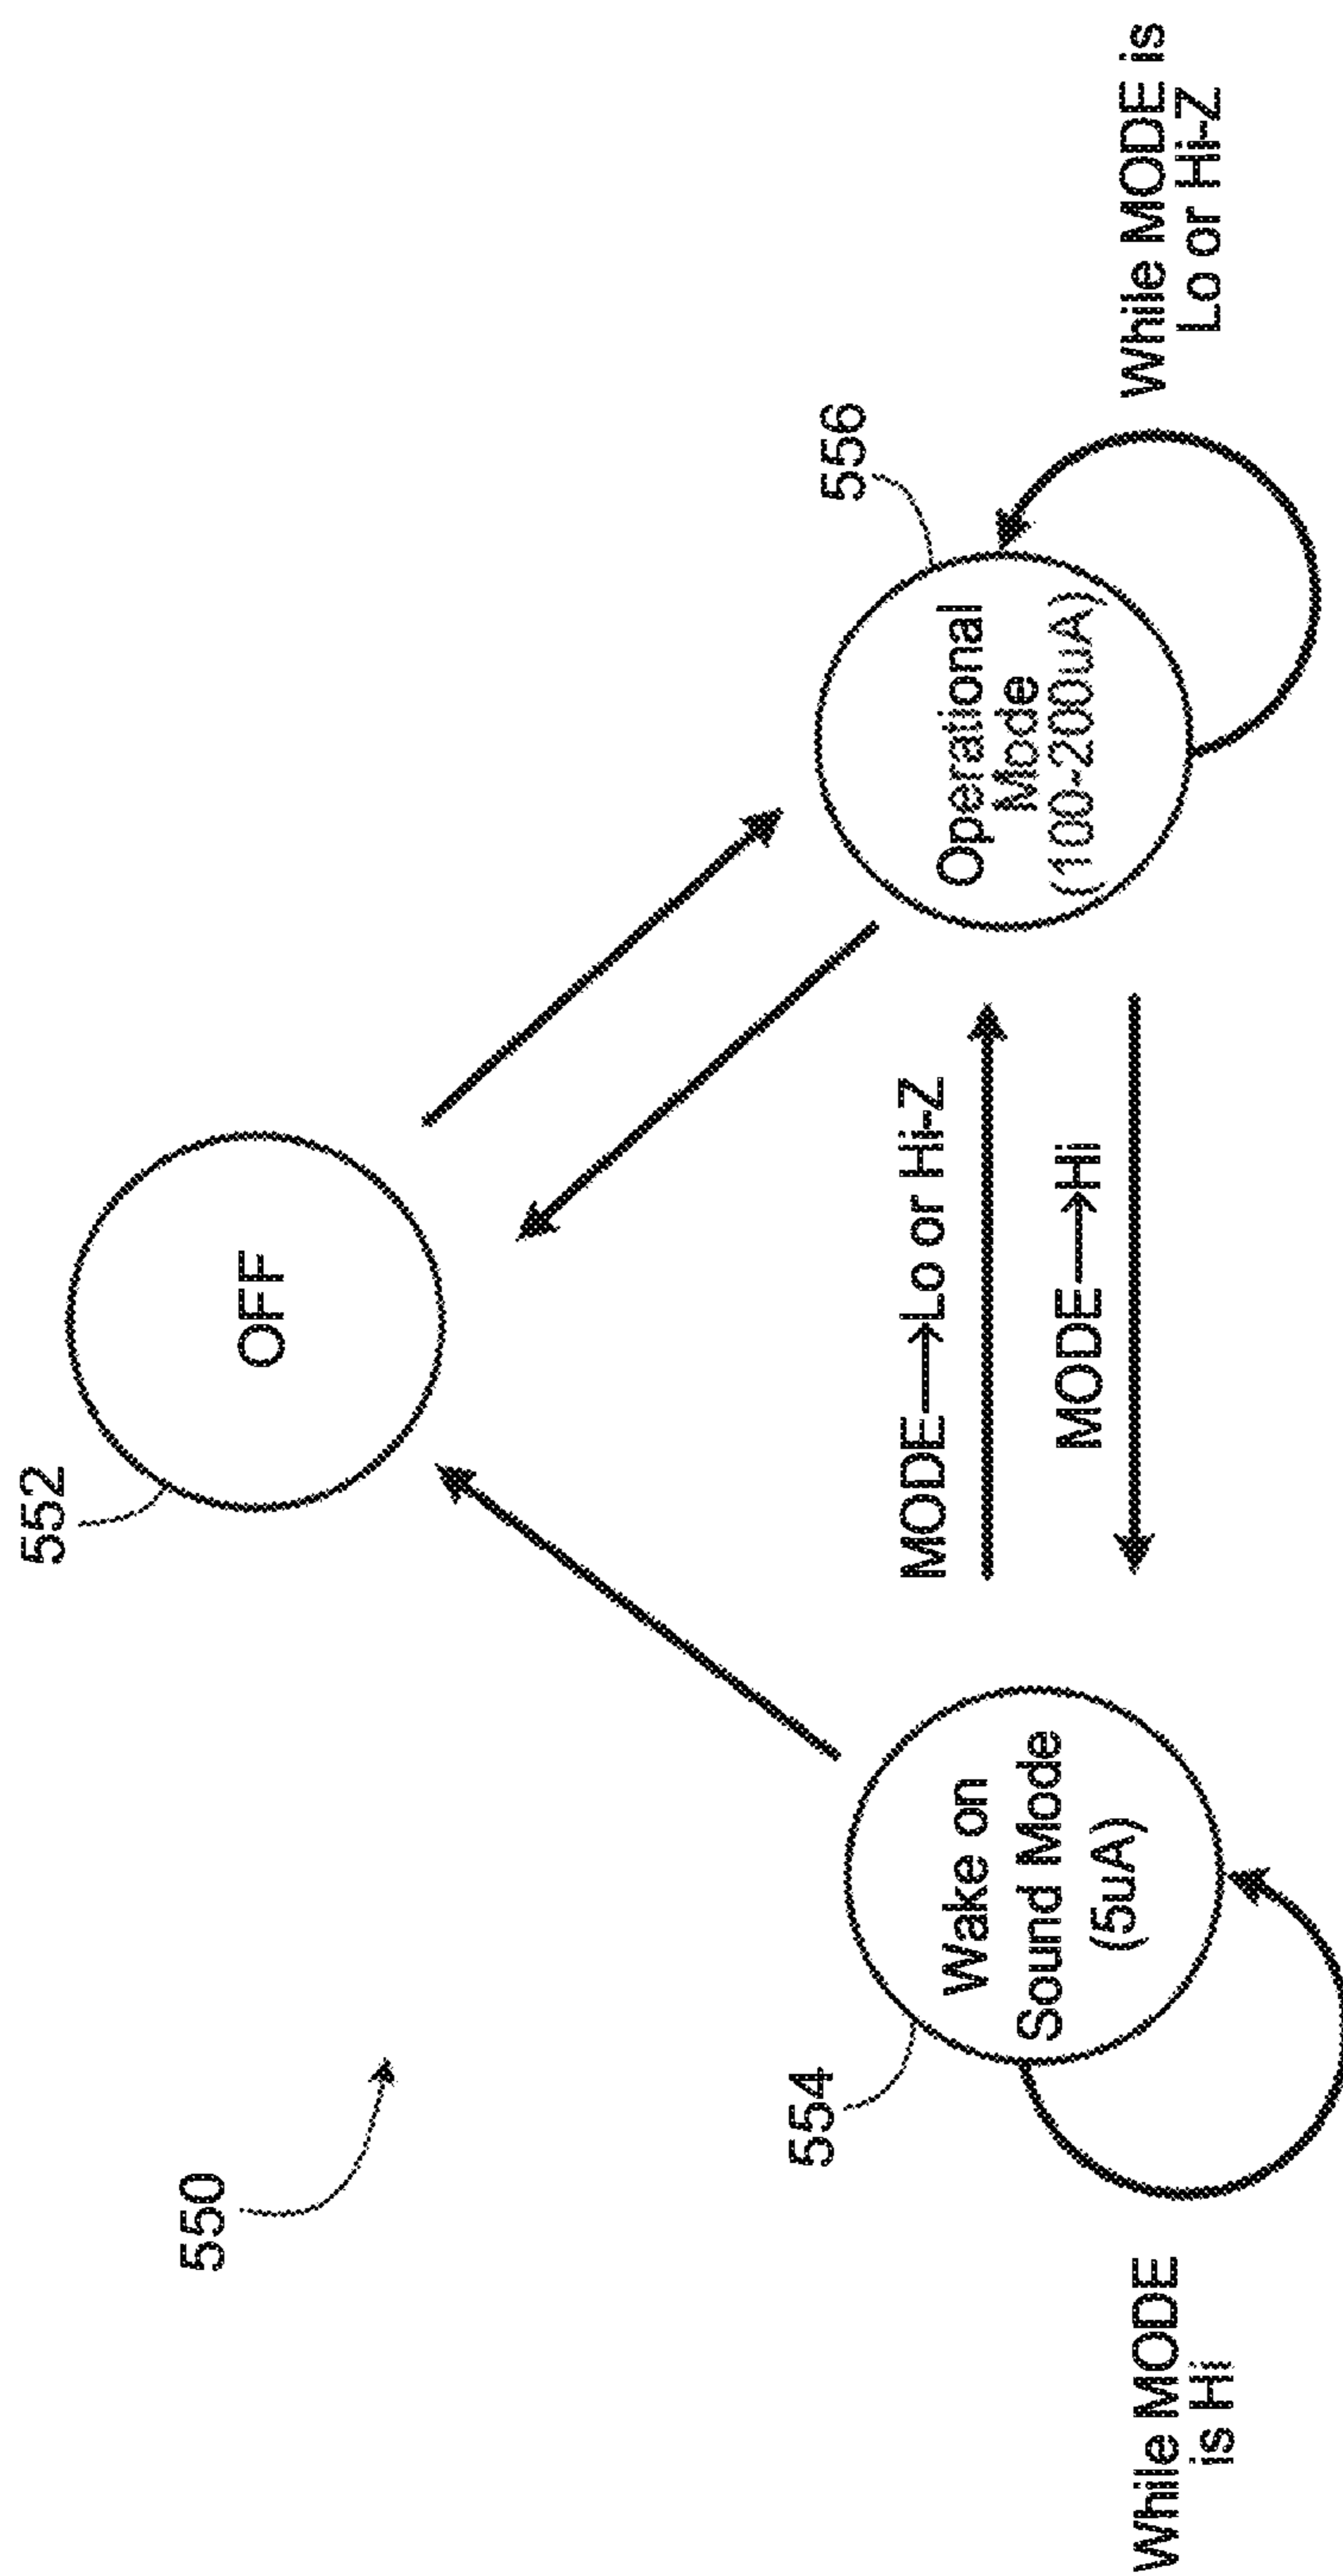 550
552
OFF
554
Wake on
Sound Mode
(5uA)
While MODE
is Hi
MODE→Lo or Hi-Z
MODE→Hi
556
Operational
Mode
(100-200uA)
While MODE is
Lo or Hi-Z